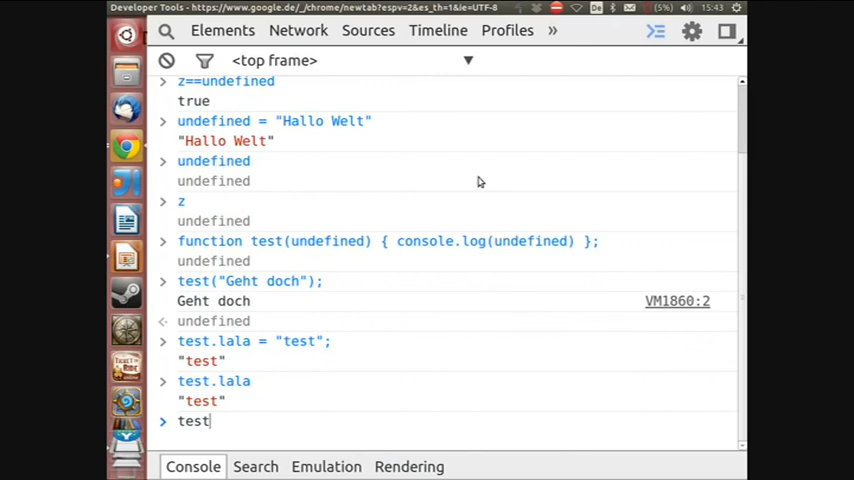 Developer Tools - https://www.google.de/_/chrome/newtab?espv=2&es_th=1&ie=UTF-8
De
(5%)
15:43
Elements Network Sources Timeline Profiles »
<top frame>
> z==undefined
true
> undefined = "Hallo Welt"
"Hallo Welt"
> undefined
undefined
> z
undefined
> function test(undefined) { console.log(undefined) };
undefined
> test("Geht doch");
Geht doch VM1860:2
undefined
> test.lala = "test";
"test"
> test.lala
"test"
> test
Console Search Emulation Rendering